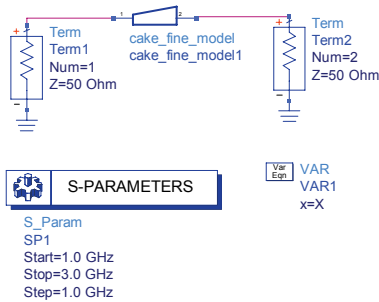 +
Term
Term1
Num=1
Z=50 Ohm
-
1
2
cake_fine_model
cake_fine_model1
+
Term
Term2
Num=2
Z=50 Ohm
-
S-PARAMETERS
S_Param
SP1
Start=1.0 GHz
Stop=3.0 GHz
Step=1.0 GHz
Var
Eqn
VAR
VAR1
x=X